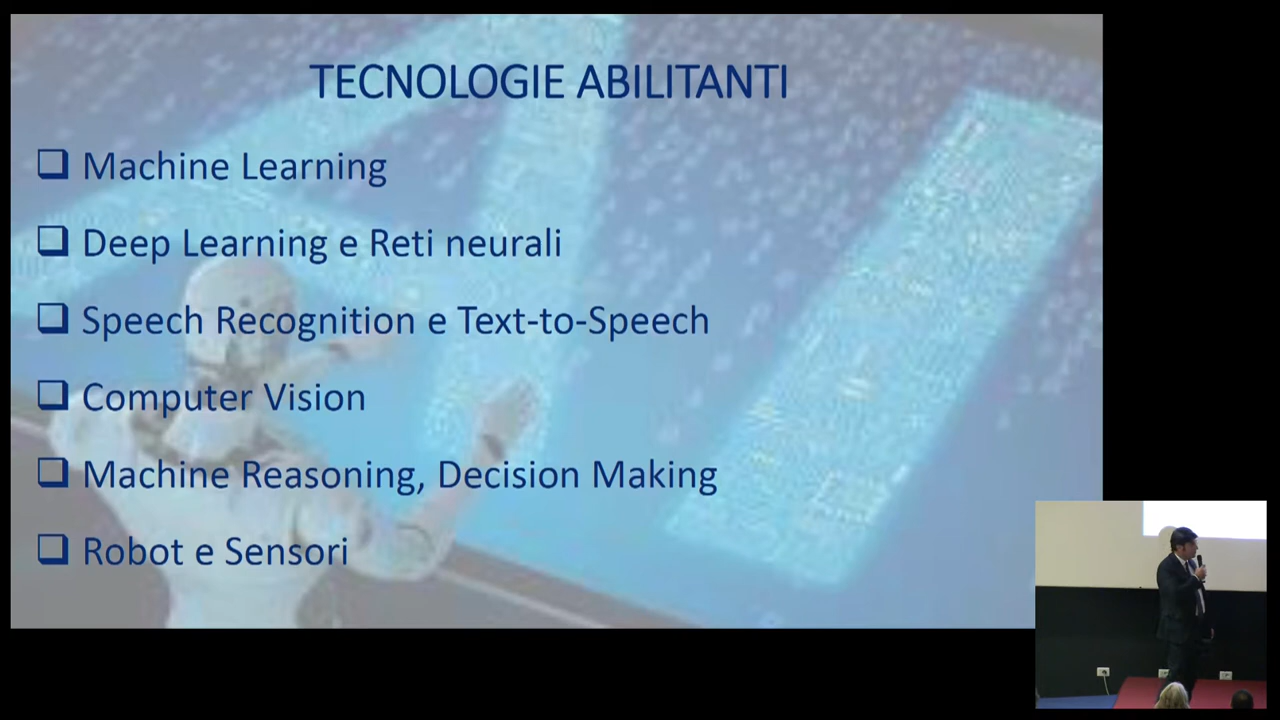 TECNOLOGIE ABILITANTI
Machine Learning
Deep Learning e Reti neurali
Speech Recognition e Text-to-Speech
Computer Vision
Machine Reasoning, Decision Making
Robot e Sensori